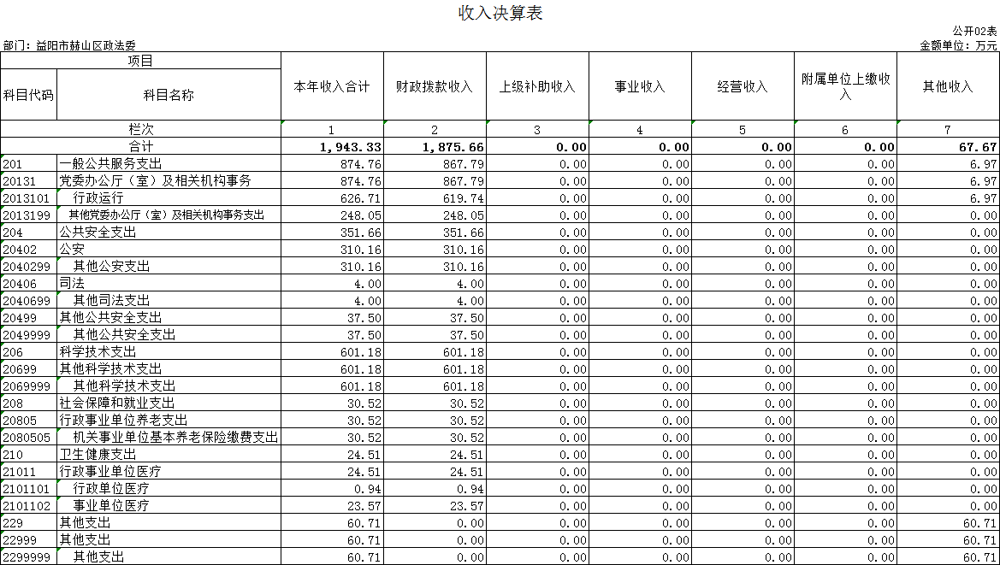 收入决算表
公开02表
部门：益阳市赫山区政法委 金额单位：万元
项目 本年收入合计 财政拨款收入 上级补助收入 事业收入 经营收入 附属单位上缴收入 其他收入
科目代码 科目名称
栏次 1 2 3 4 5 6 7
合计 1,943.33 1,875.66 0.00 0.00 0.00 0.00 67.67
201 一般公共服务支出 874.76 867.79 0.00 0.00 0.00 0.00 6.97
20131 党委办公厅（室）及相关机构事务 874.76 867.79 0.00 0.00 0.00 0.00 6.97
2013101 行政运行 626.71 619.74 0.00 0.00 0.00 0.00 6.97
2013199 其他党委办公厅（室）及相关机构事务支出 248.05 248.05 0.00 0.00 0.00 0.00 0.00
204 公共安全支出 351.66 351.66 0.00 0.00 0.00 0.00 0.00
20402 公安 310.16 310.16 0.00 0.00 0.00 0.00 0.00
2040299 其他公安支出 310.16 310.16 0.00 0.00 0.00 0.00 0.00
20406 司法 4.00 4.00 0.00 0.00 0.00 0.00 0.00
2040699 其他司法支出 4.00 4.00 0.00 0.00 0.00 0.00 0.00
20499 其他公共安全支出 37.50 37.50 0.00 0.00 0.00 0.00 0.00
2049999 其他公共安全支出 37.50 37.50 0.00 0.00 0.00 0.00 0.00
206 科学技术支出 601.18 601.18 0.00 0.00 0.00 0.00 0.00
20699 其他科学技术支出 601.18 601.18 0.00 0.00 0.00 0.00 0.00
2069999 其他科学技术支出 601.18 601.18 0.00 0.00 0.00 0.00 0.00
208 社会保障和就业支出 30.52 30.52 0.00 0.00 0.00 0.00 0.00
20805 行政事业单位养老支出 30.52 30.52 0.00 0.00 0.00 0.00 0.00
2080505 机关事业单位基本养老保险缴费支出 30.52 30.52 0.00 0.00 0.00 0.00 0.00
210 卫生健康支出 24.51 24.51 0.00 0.00 0.00 0.00 0.00
21011 行政事业单位医疗 24.51 24.51 0.00 0.00 0.00 0.00 0.00
2101101 行政单位医疗 0.94 0.94 0.00 0.00 0.00 0.00 0.00
2101102 事业单位医疗 23.57 23.57 0.00 0.00 0.00 0.00 0.00
229 其他支出 60.71 0.00 0.00 0.00 0.00 0.00 60.71
22999 其他支出 60.71 0.00 0.00 0.00 0.00 0.00 60.71
2299999 其他支出 60.71 0.00 0.00 0.00 0.00 0.00 60.71